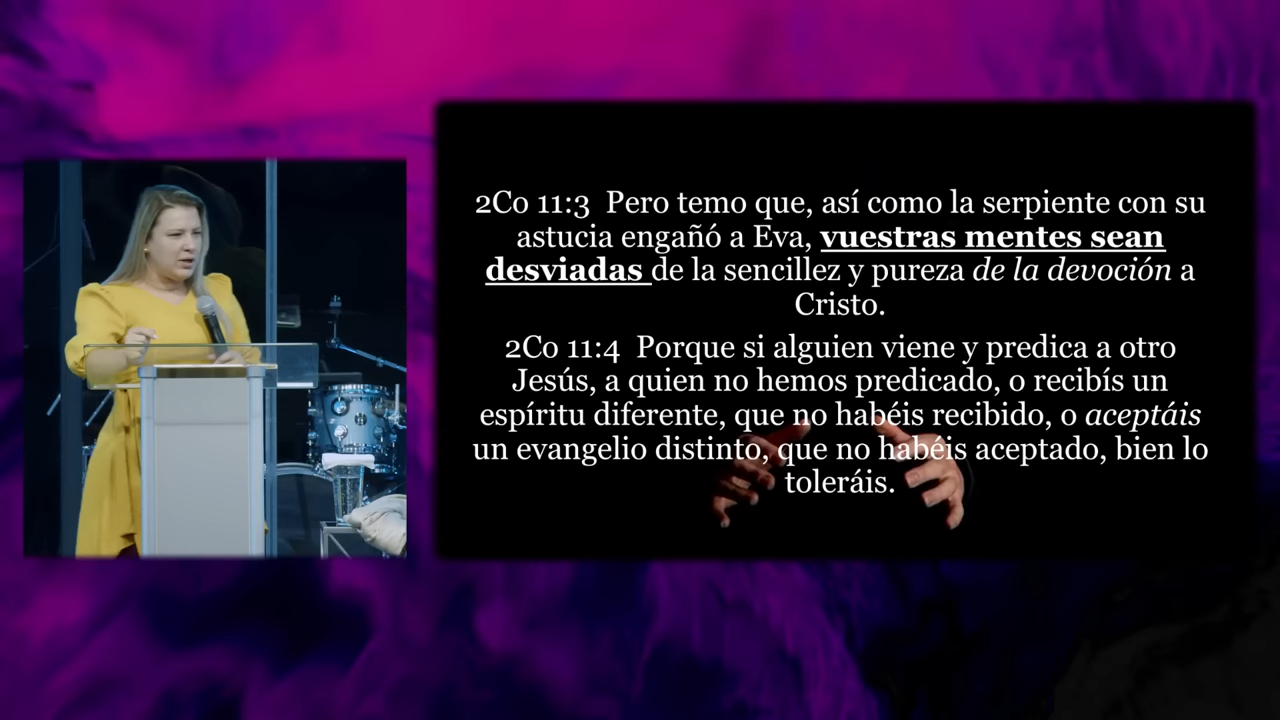 2Co 11:3  Pero temo que, así como la serpiente con su
astucia engañó a Eva, vuestras mentes sean
desviadas de la sencillez y pureza de la devoción a
Cristo.
2Co 11:4  Porque si alguien viene y predica a otro
Jesús, a quien no hemos predicado, o recibís un
espíritu diferente, que no habéis recibido, o aceptáis
un evangelio distinto, que no habéis aceptado, bien lo
toleráis.